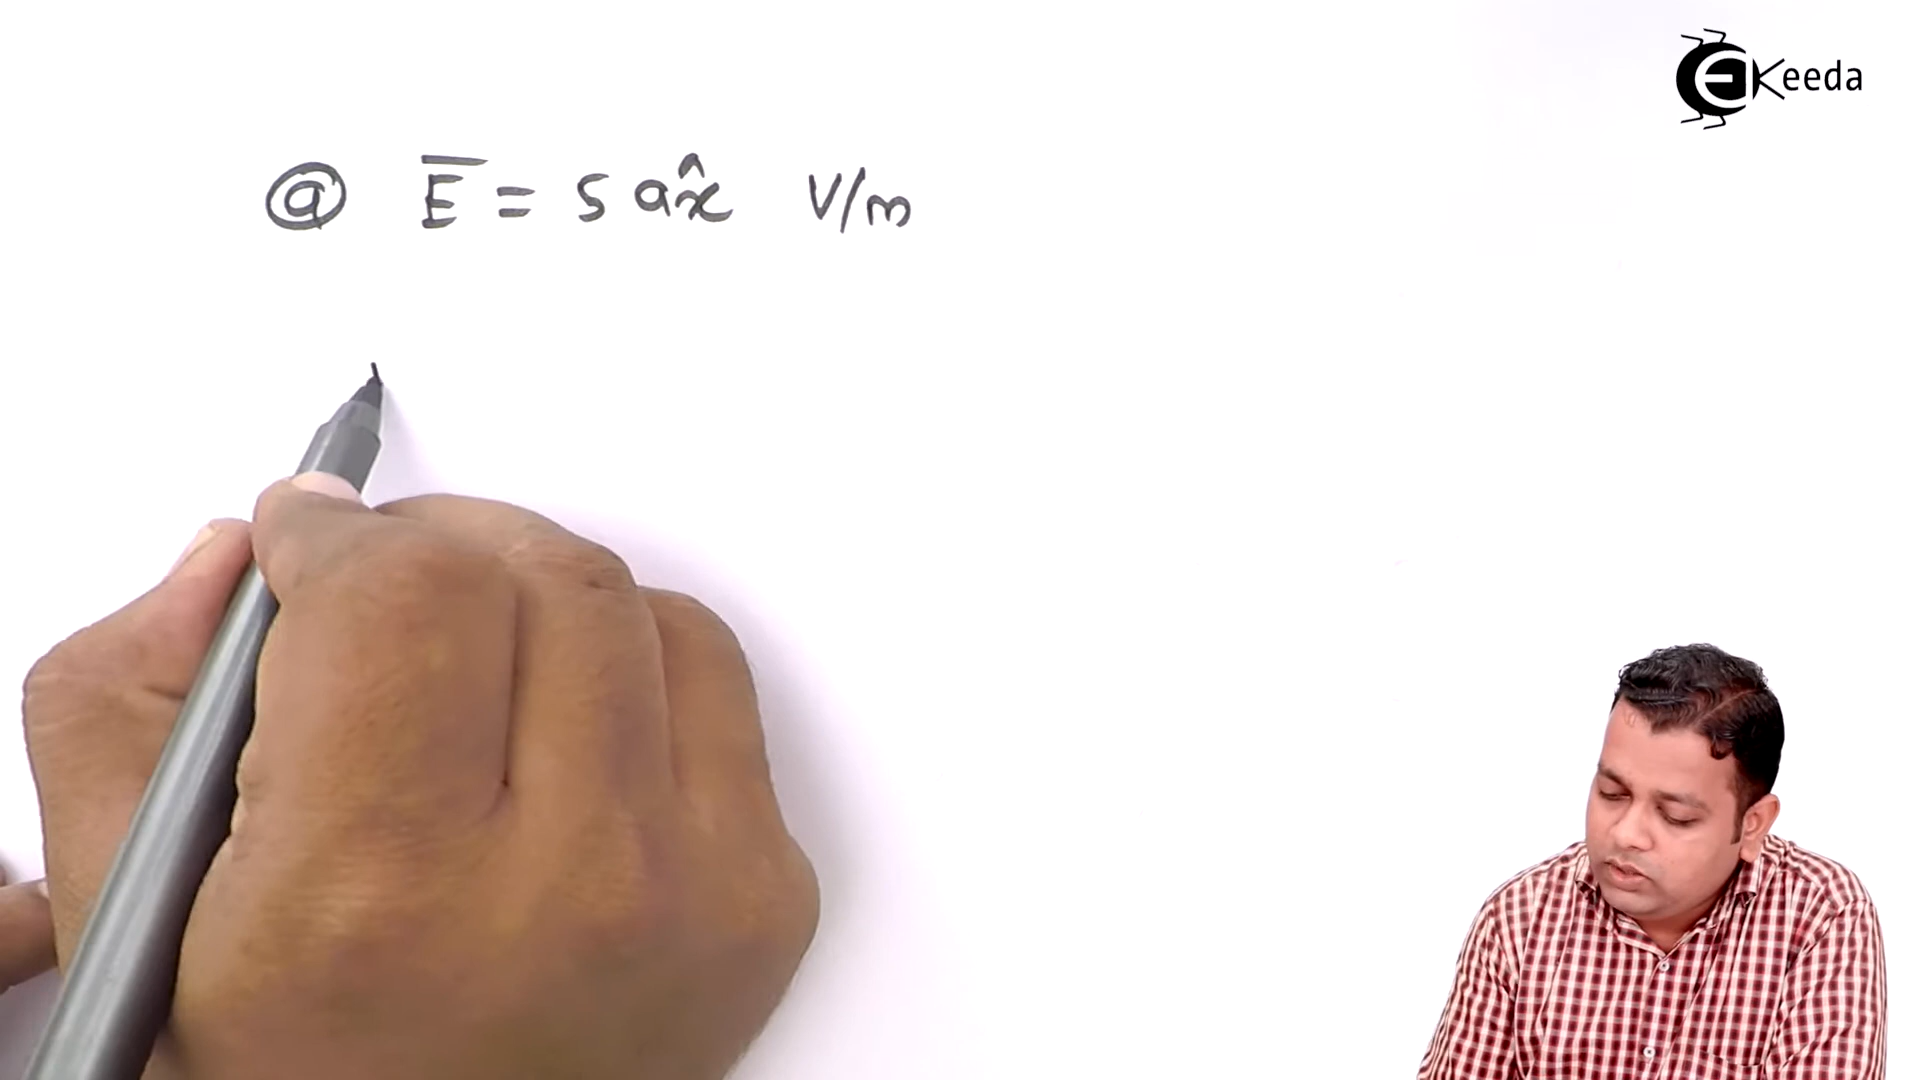 EKeeda
ⓐ E̅ = 5 ax̂ V/m